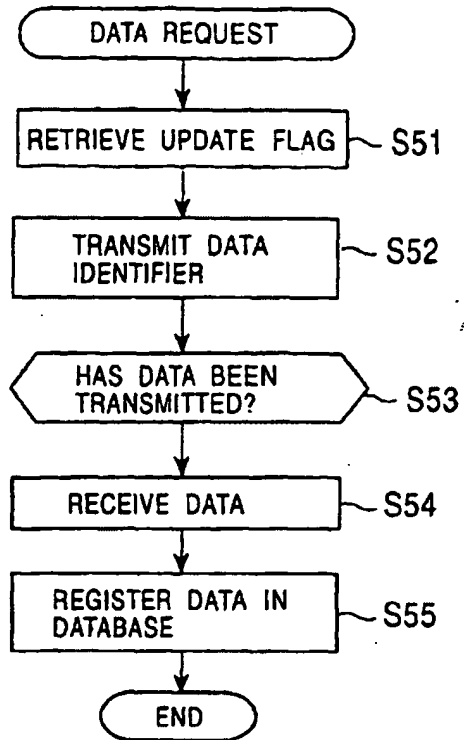 DATA REQUEST
RETRIEVE UPDATE FLAG
S51
TRANSMIT DATA
IDENTIFIER
S52
HAS DATA BEEN
TRANSMITTED?
S53
RECEIVE DATA
S54
REGISTER DATA IN
DATABASE
S55
END